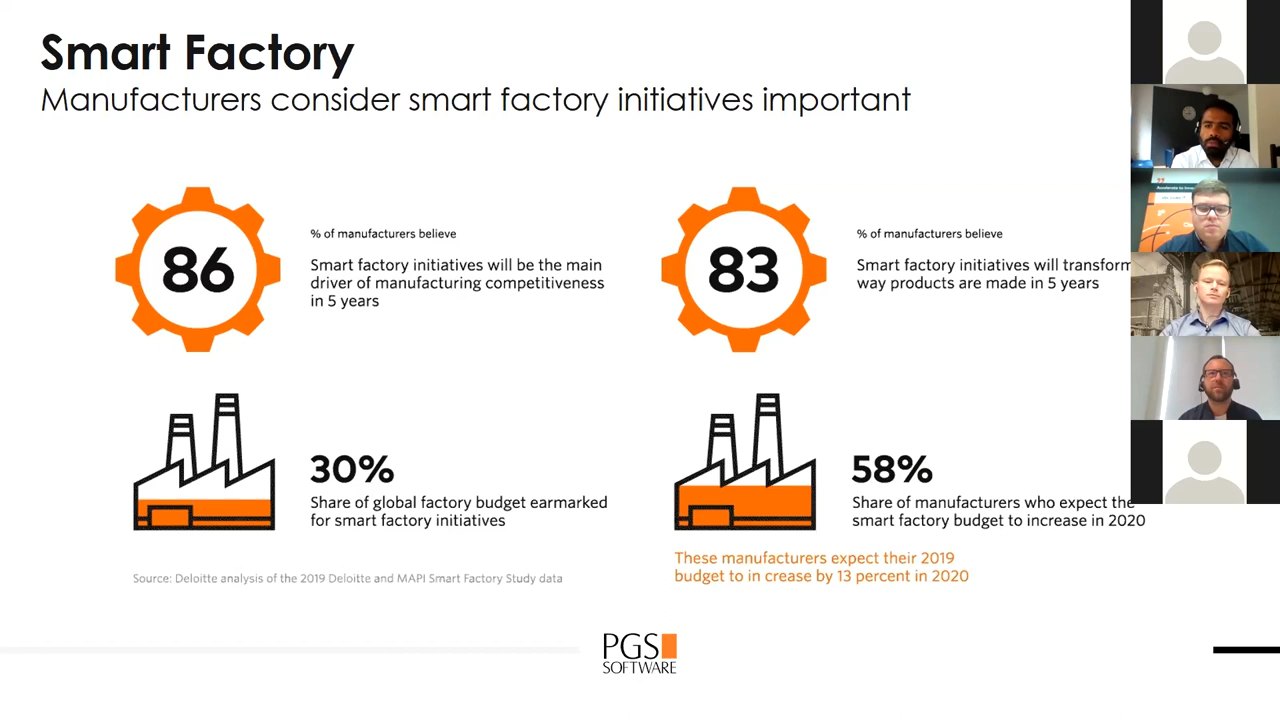 Smart Factory
Manufacturers consider smart factory initiatives important
86
% of manufacturers believe
Smart factory initiatives will be the main
driver of manufacturing competitiveness
in 5 years
83
% of manufacturers believe
Smart factory initiatives will transform
way products are made in 5 years
30%
Share of global factory budget earmarked
for smart factory initiatives
58%
Share of manufacturers who expect the
smart factory budget to increase in 2020
These manufacturers expect their 2019
budget to in crease by 13 percent in 2020
Source: Deloitte analysis of the 2019 Deloitte and MAPI Smart Factory Study data
PGS
SOFTWARE